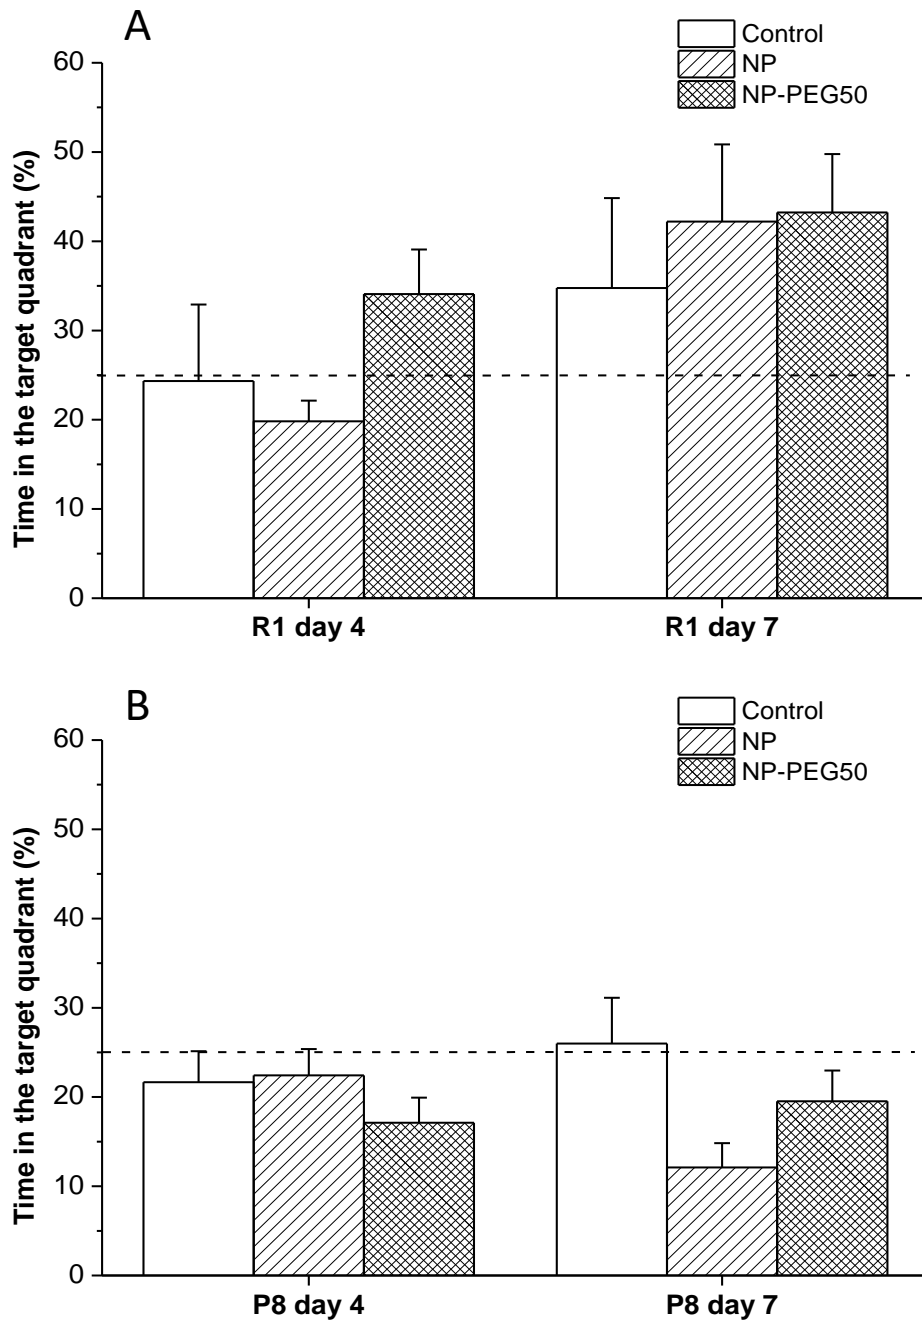 A
Control
NP
NP-PEG50
Time in the target quadrant (%)
60
50
40
30
20
10
0
R1 day 4
R1 day 7
B
Control
NP
NP-PEG50
Time in the target quadrant (%)
60
50
40
30
20
10
0
P8 day 4
P8 day 7